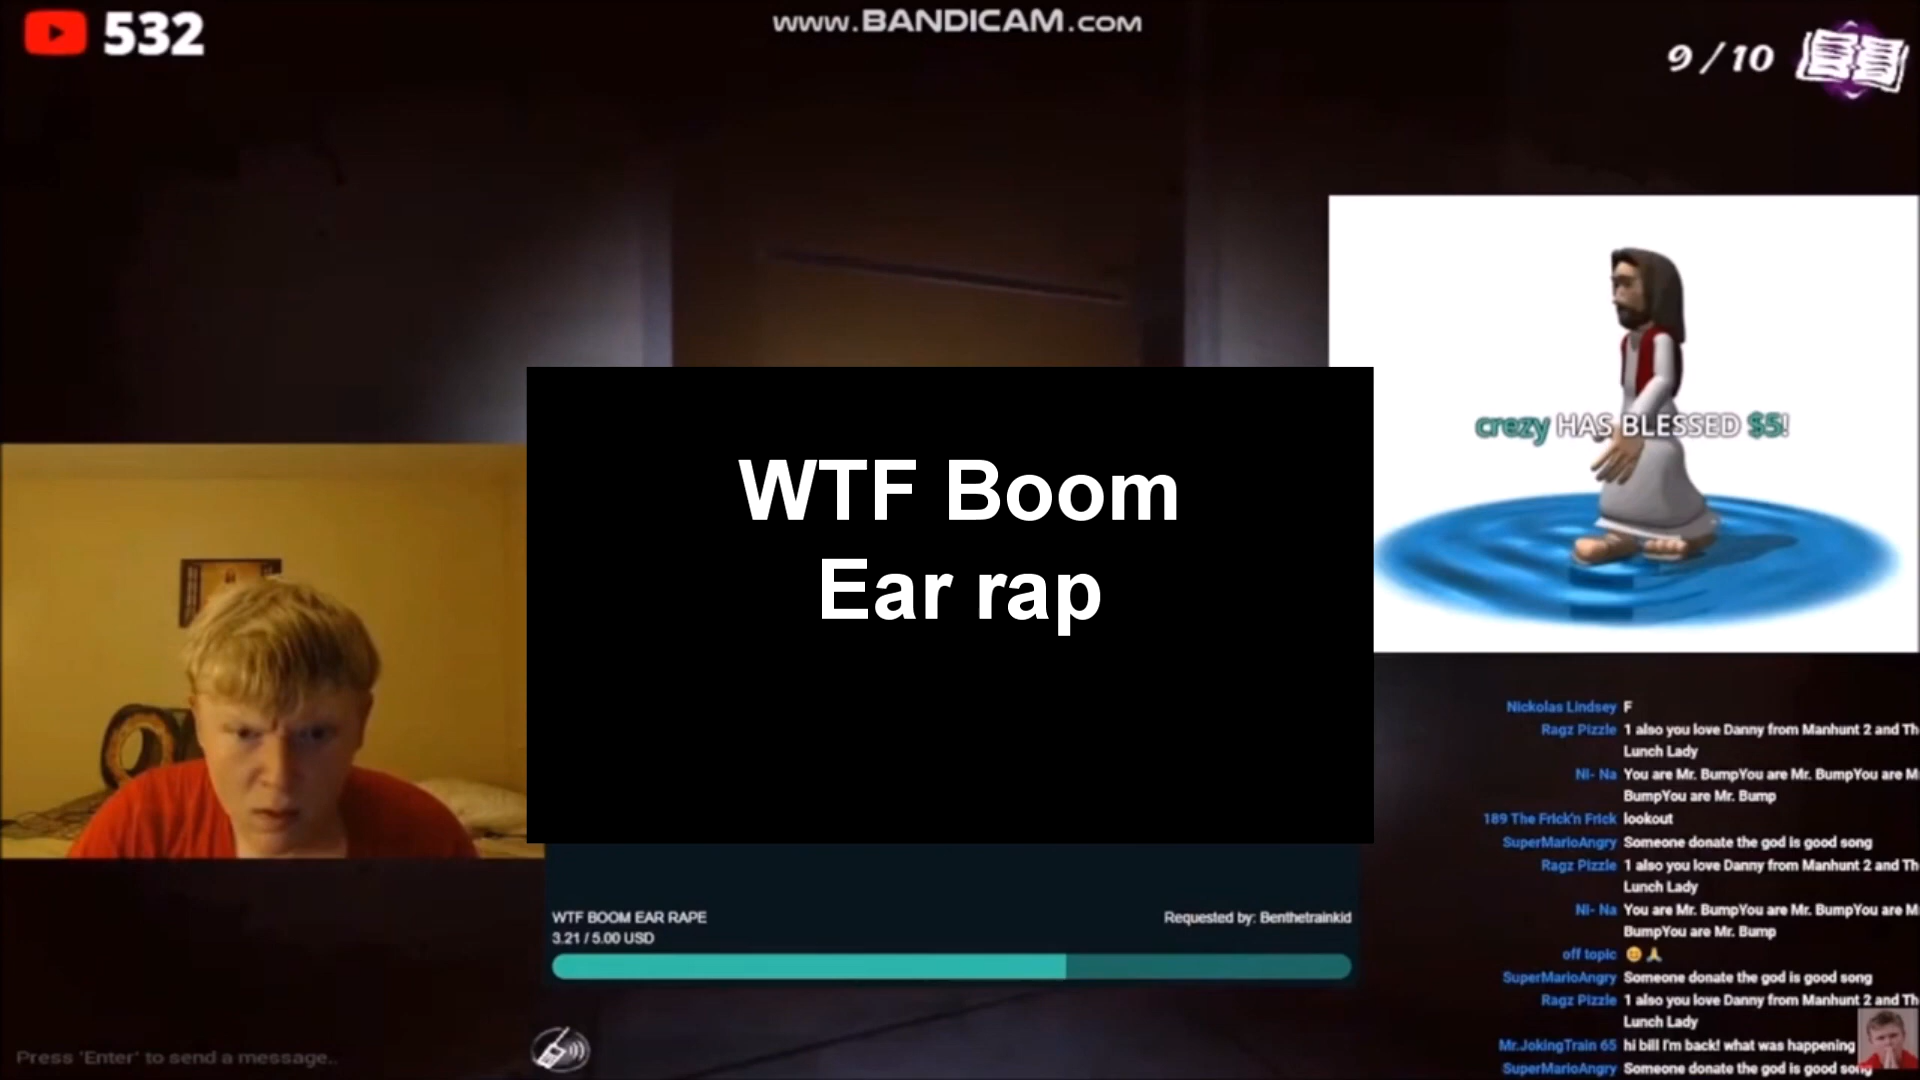 532
www.BANDICAM.com
9/10
crezy HAS BLESSED $5!
WTF Boom
Ear rap
WTF BOOM EAR RAPE
Requested by: Benthetrainkid
3.21 / 5.00 USD
Nickolas Lindsey F
Ragz Pizzle 1 also you love Danny from Manhunt 2 and Th
Lunch Lady
Ni- Na You are Mr. BumpYou are Mr. BumpYou are M
BumpYou are Mr. Bump
189 The Frick'n Frick lookout
SuperMarioAngry Someone donate the god is good song
Ragz Pizzle 1 also you love Danny from Manhunt 2 and Th
Lunch Lady
Ni- Na You are Mr. BumpYou are Mr. BumpYou are M
BumpYou are Mr. Bump
off topic 😊🙏
SuperMarioAngry Someone donate the god is good song
Ragz Pizzle 1 also you love Danny from Manhunt 2 and Th
Lunch Lady
Mr.JokingTrain 65 hi bill I'm back! what was happening
SuperMarioAngry Someone donate the god is good song
Press 'Enter' to send a message..